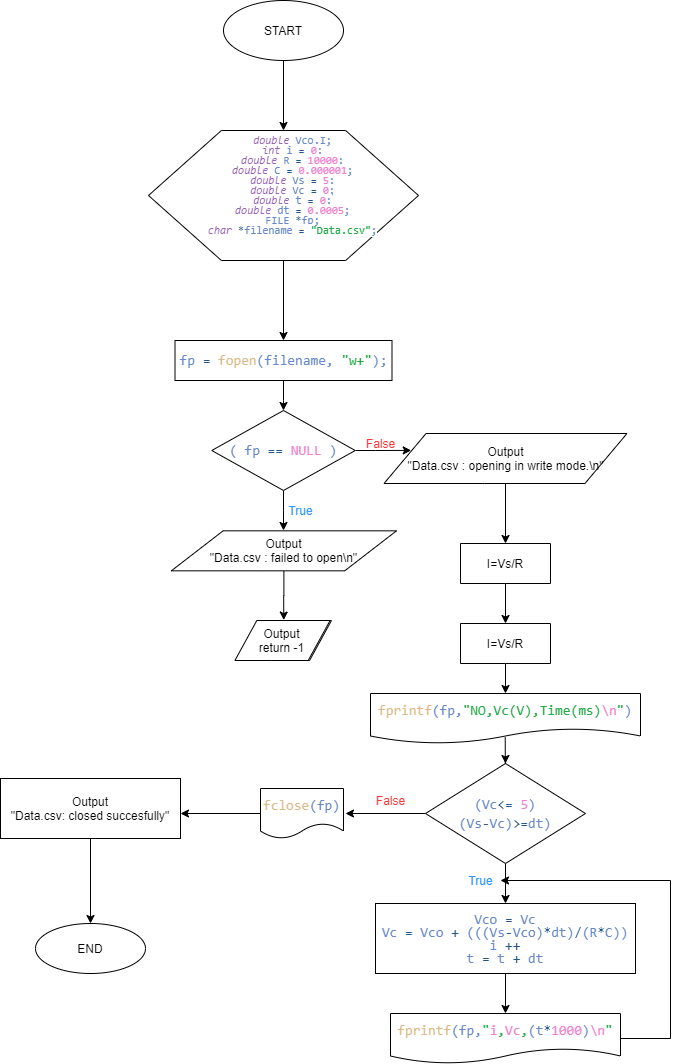 START
double Vco.I;
int i = 0:
double R = 10000:
double C = 0.000001;
double Vs = 5:
double Vc = 0;
double t = 0:
double dt = 0.0005;
FILE *fp;
char *filename = "Data.csv";
fp = fopen(filename, "w+");
( fp == NULL )
False
True
Output
"Data.csv : opening in write mode.\n"
Output
"Data.csv : failed to open\n"
Output
return -1
I=Vs/R
I=Vs/R
fprintf(fp,"NO,Vc(V),Time(ms)\n")
(Vc<= 5)
(Vs-Vc)>=dt)
False
fclose(fp)
Output
"Data.csv: closed succesfully"
END
True
Vco = Vc
Vc = Vco + (((Vs-Vco)*dt)/(R*C))
i ++
t = t + dt
fprintf(fp,"i,Vc,(t*1000)\n"